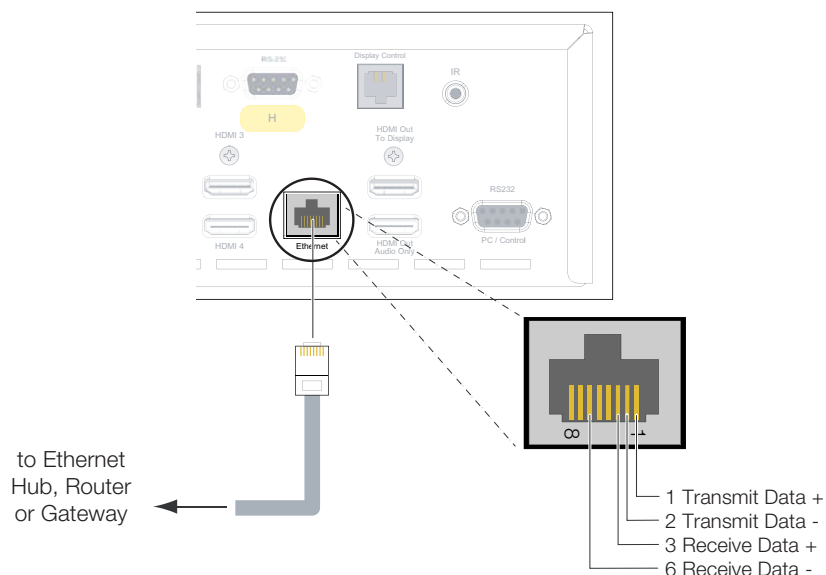 RS-232
Display Control
IR
H
HDMI 3
HDMI Out
To Display
RS232
HDMI 4
Ethernet
HDMI Out
Audio Only
PC / Control
8
1
to Ethernet
Hub, Router
or Gateway
1 Transmit Data +
2 Transmit Data -
3 Receive Data +
6 Receive Data -